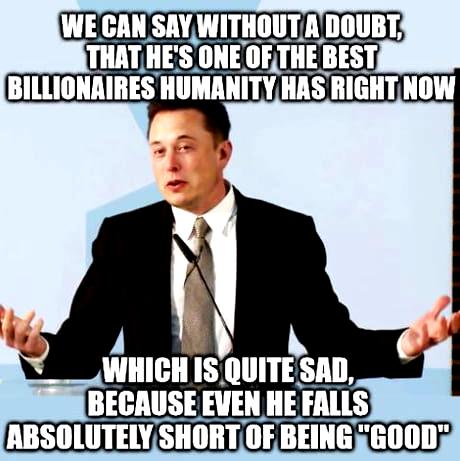 WE CAN SAY WITHOUT A DOUBT,
THAT HE'S ONE OF THE BEST
BILLIONAIRES HUMANITY HAS RIGHT NOW
WHICH IS QUITE SAD,
BECAUSE EVEN HE FALLS
ABSOLUTELY SHORT OF BEING "GOOD"